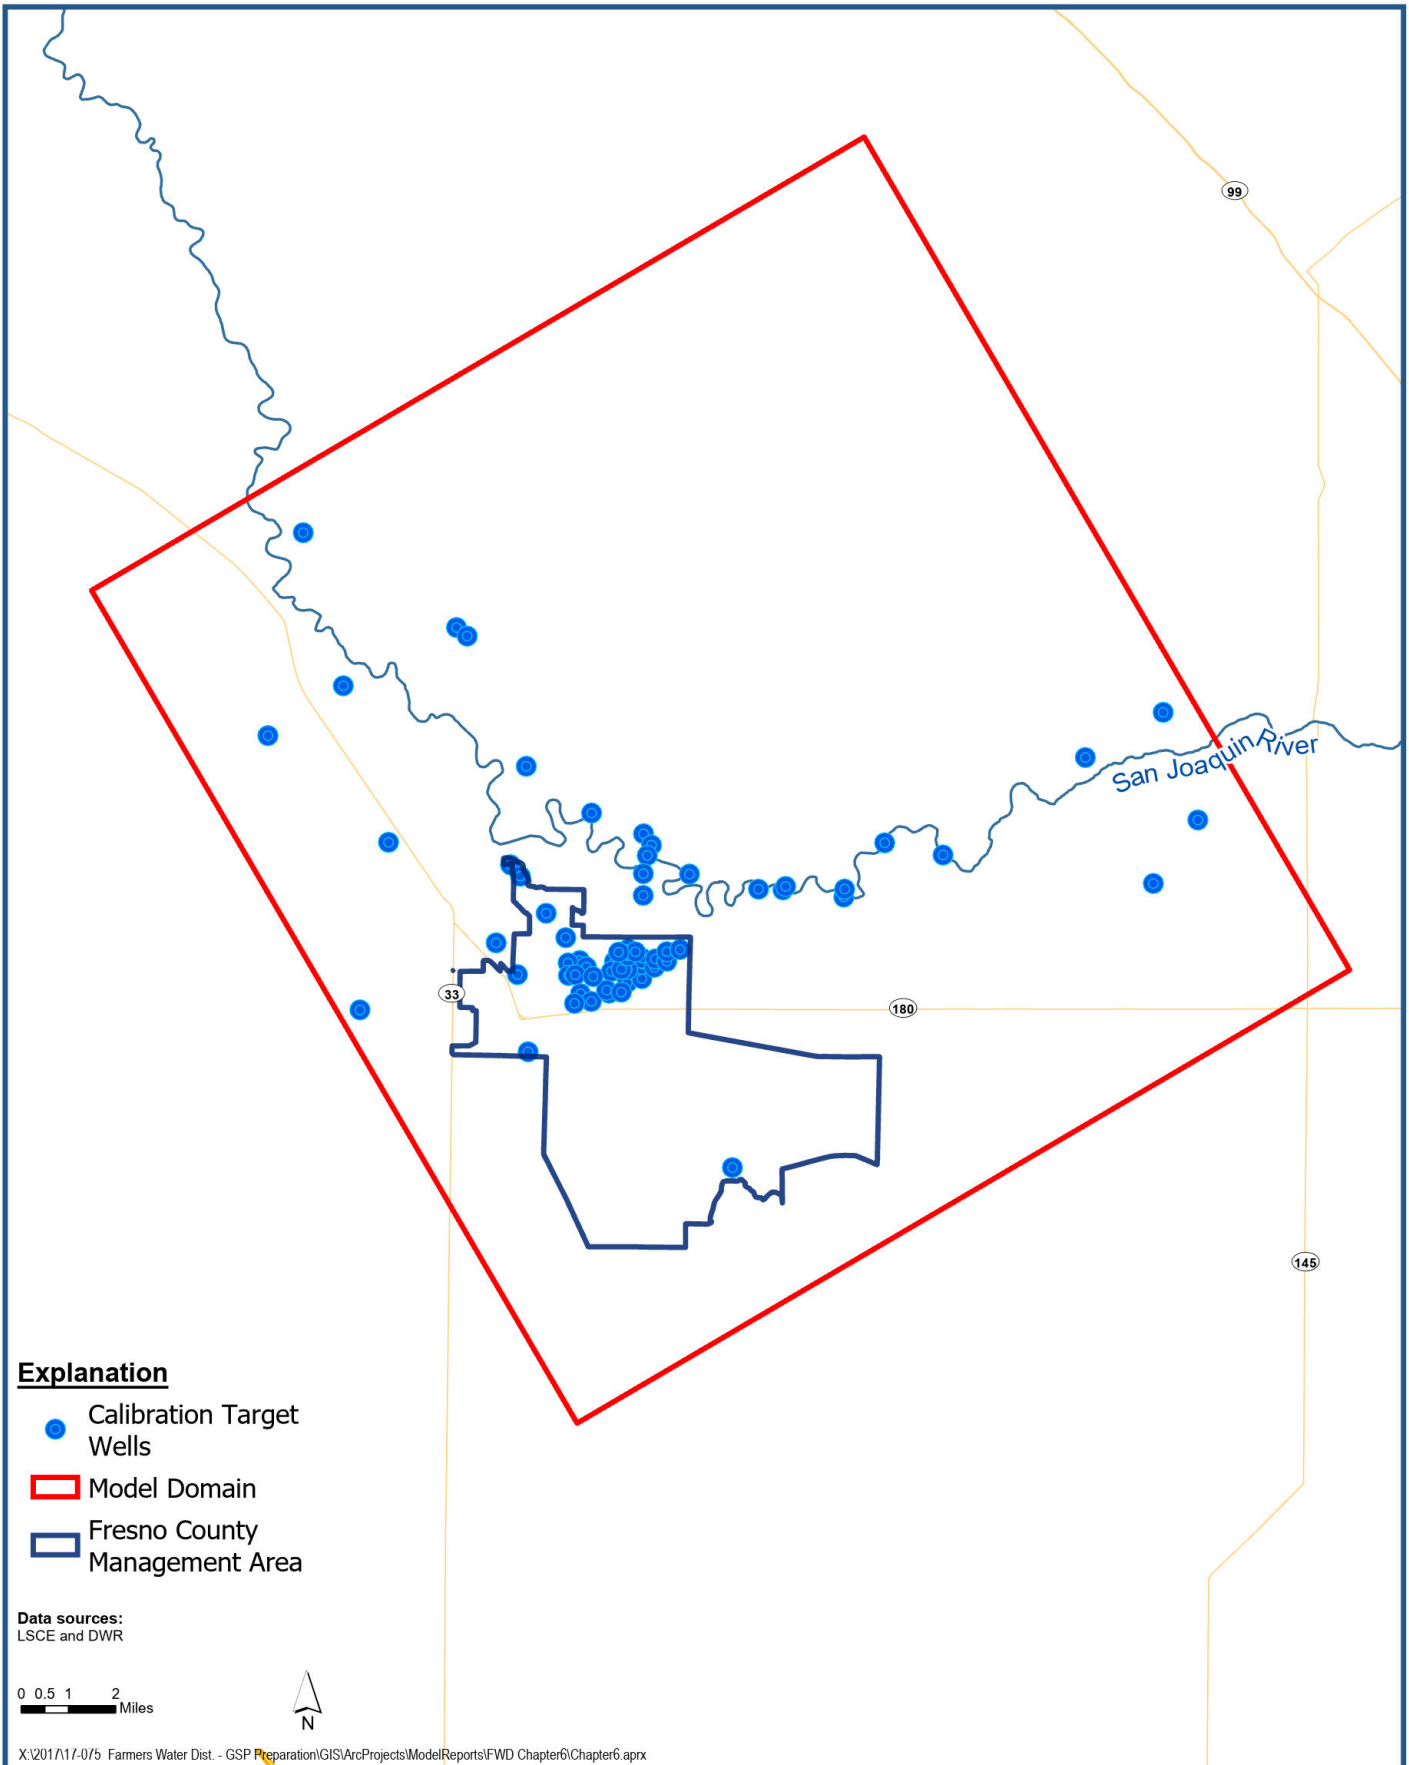 99
San Joaquin River
33
180
145
Explanation
Calibration Target
Wells
Model Domain
Fresno County
Management Area
Data sources:
LSCE and DWR
0 0.5 1 2
Miles
N
X:\2017\17-075 Farmers Water Dist. - GSP Preparation\GIS\ArcProjects\ModelReports\FWD Chapter6\Chapter6.aprx